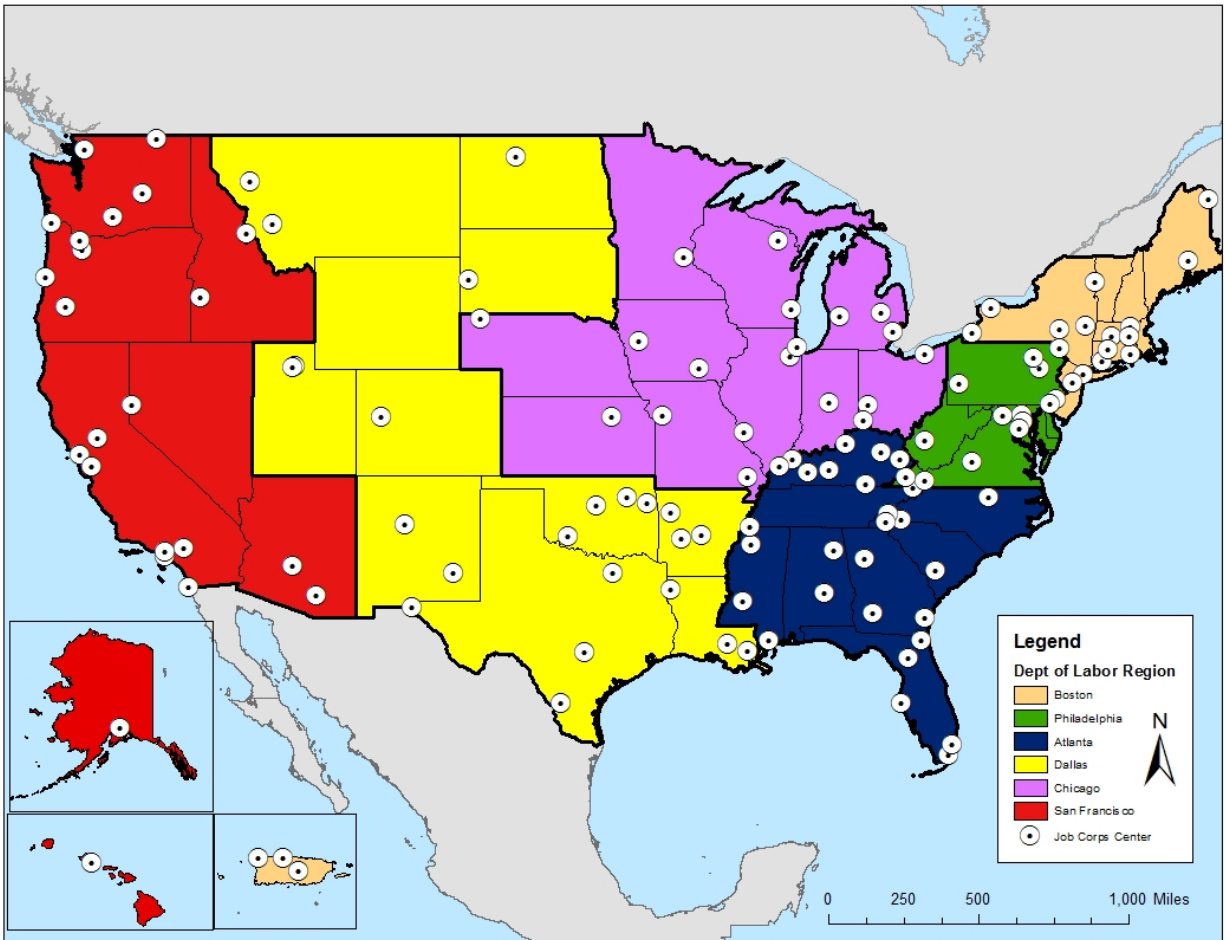 Legend
Dept of Labor Region
Boston
Philadelphia
Atlanta
Dallas
Chicago
San Francisco
Job Corps Center
N
0 250 500 1,000 Miles